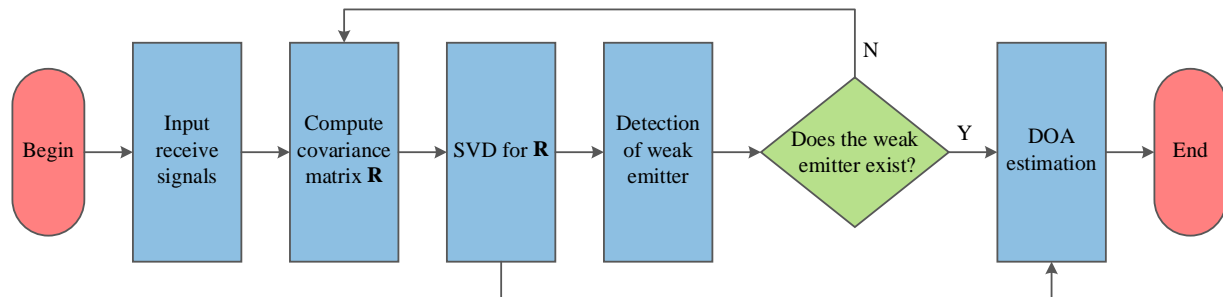 Begin
Input
receive
signals
Compute
covariance
matrix R
SVD for R
Detection
of weak
emitter
Does the weak
emitter exist?
N
Y
DOA
estimation
End